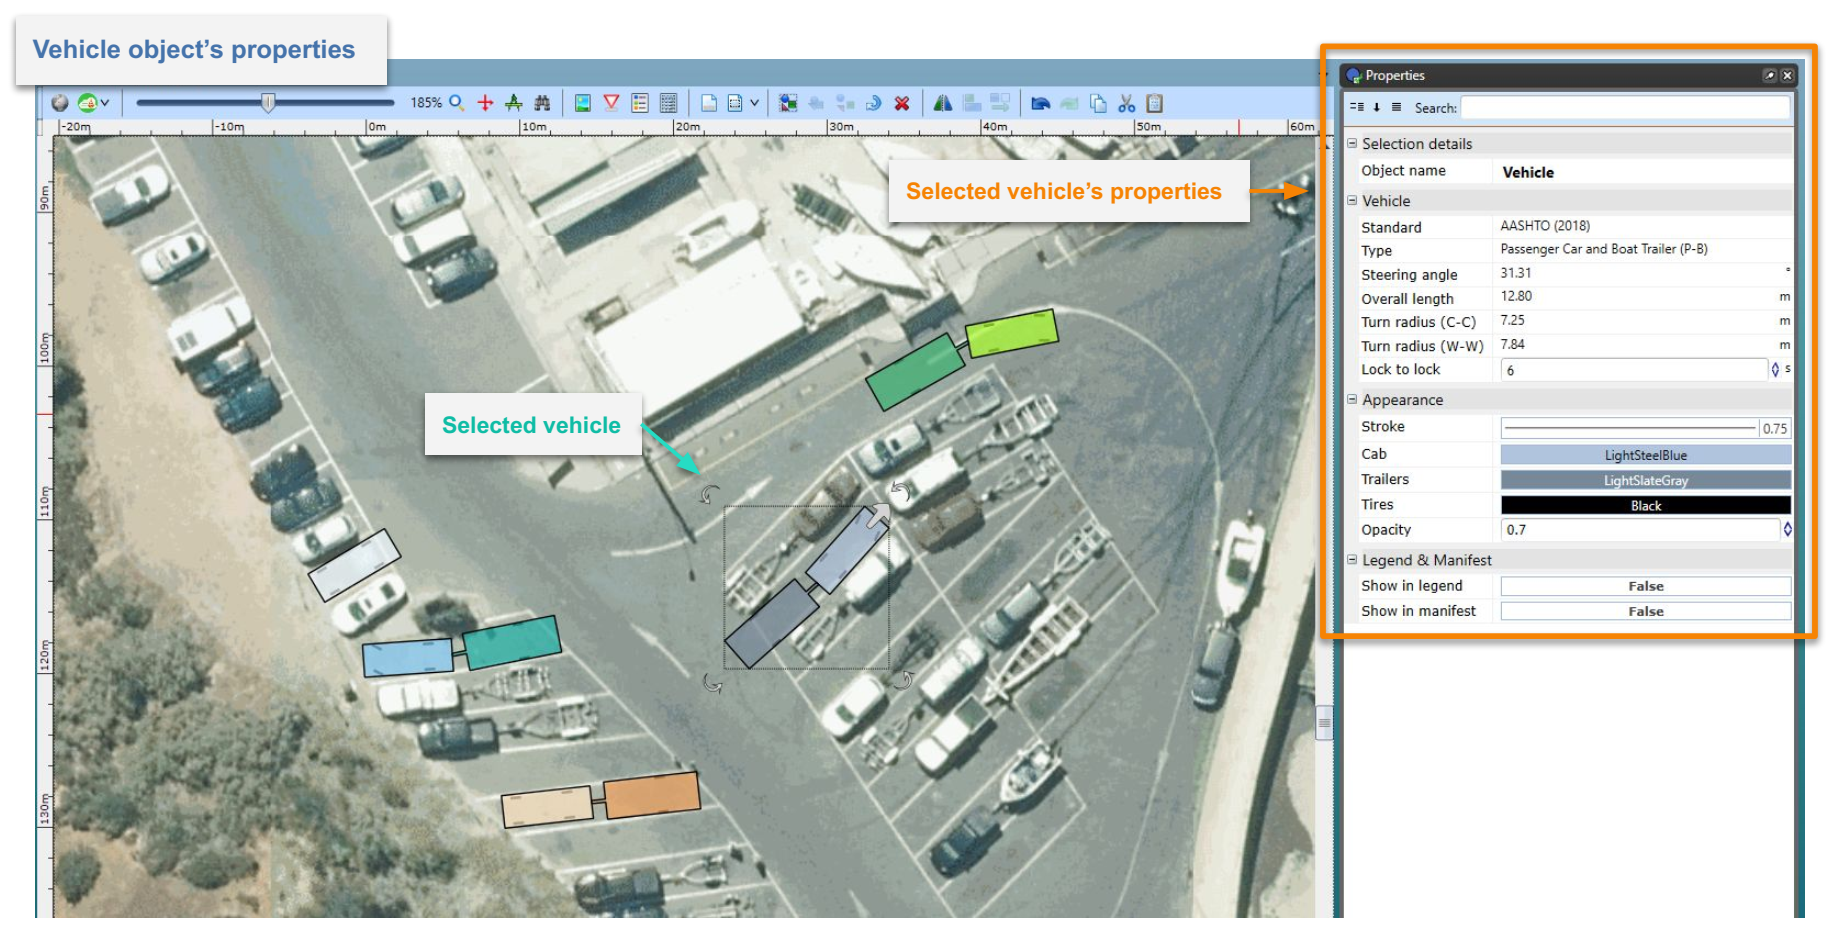 Vehicle object's properties
Properties
185%
Search:
-20m
-10m
0m
10m
20m
30m
40m
50m
60m
90m
100m
110m
120m
130m
Selected vehicle's properties
Selected vehicle
Selection details
Object name Vehicle
Vehicle
Standard AASHTO (2018)
Type Passenger Car and Boat Trailer (P-B)
Steering angle 31.31 °
Overall length 12.80 m
Turn radius (C-C) 7.25 m
Turn radius (W-W) 7.84 m
Lock to lock 6 s
Appearance
Stroke 0.75
Cab LightSteelBlue
Trailers LightSlateGray
Tires Black
Opacity 0.7
Legend & Manifest
Show in legend False
Show in manifest False